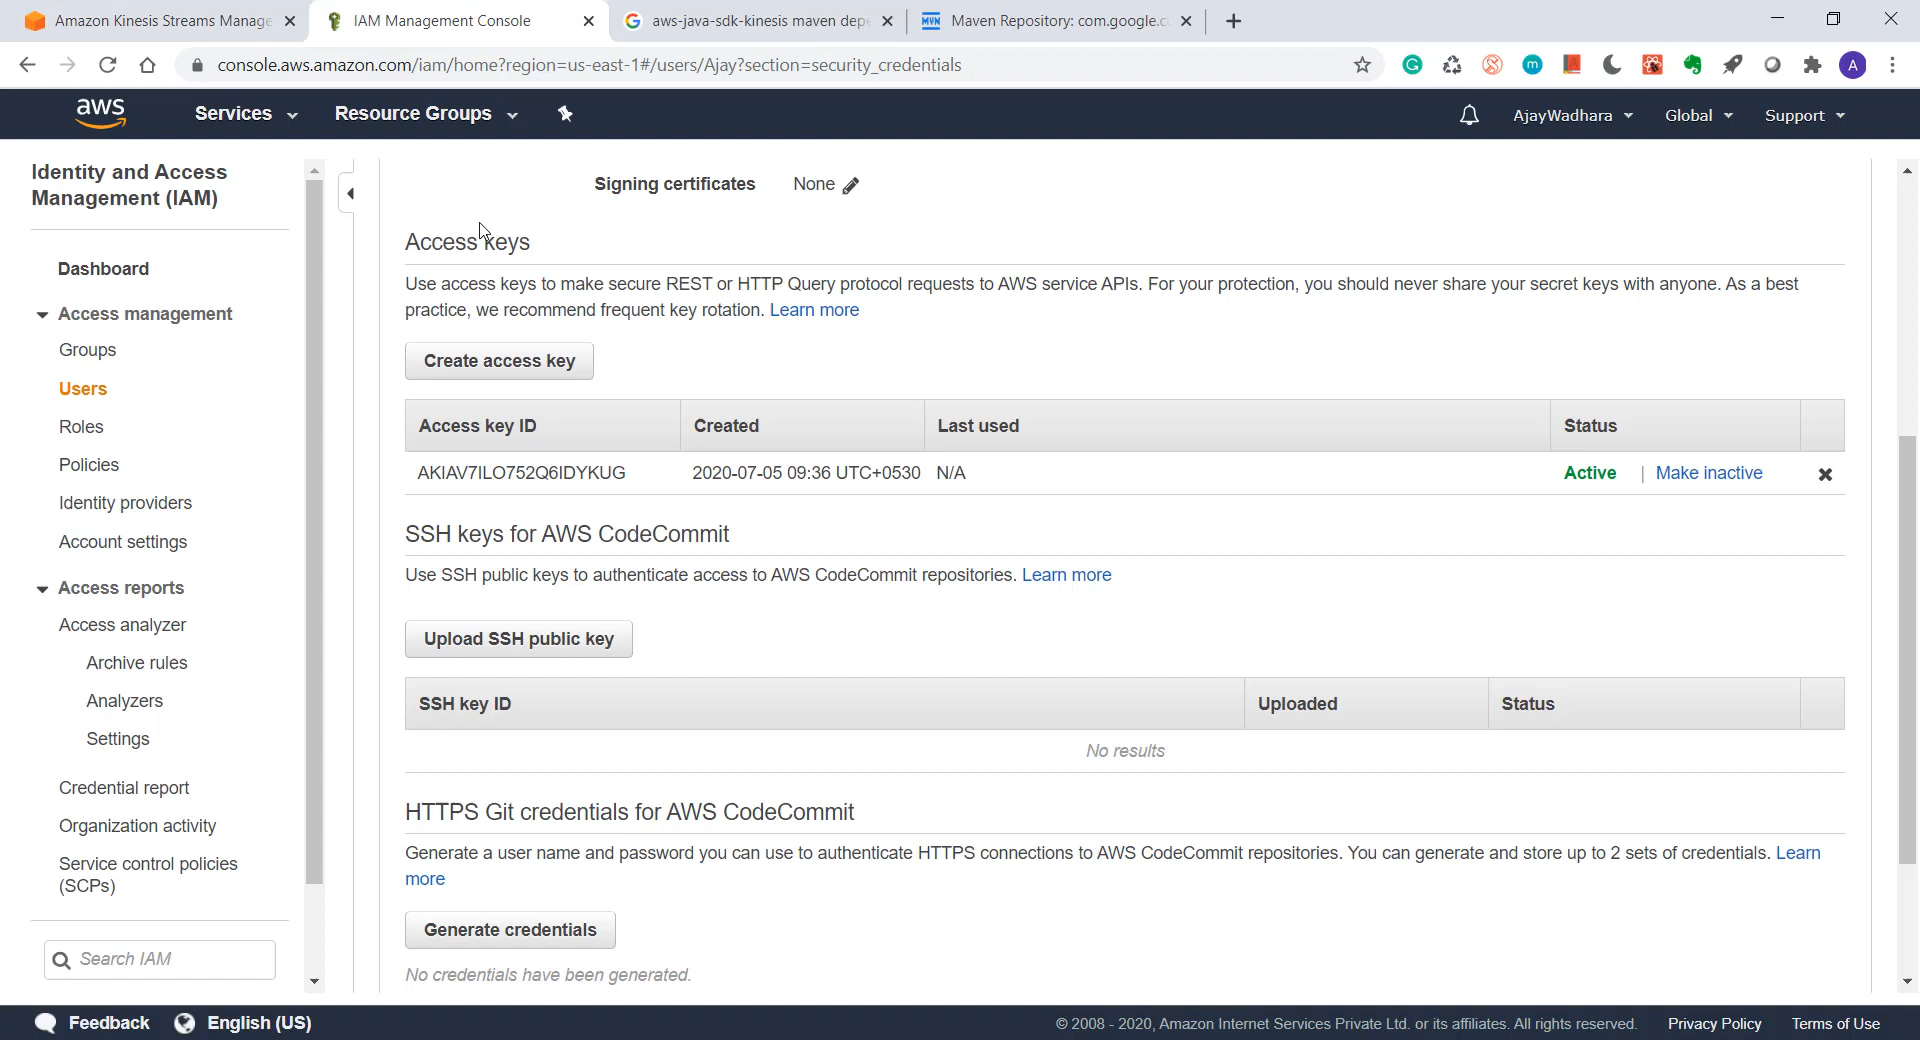 Amazon Kinesis Streams Manage
IAM Management Console
aws-java-sdk-kinesis maven depe
MVN
Maven Repository: com.google.c
console.aws.amazon.com/iam/home?region=us-east-1#/users/Ajay?section=security_credentials
A
aws
Services
Resource Groups
AjayWadhara
Global
Support
Identity and Access
Management (IAM)
Dashboard
Access management
Groups
Users
Roles
Policies
Identity providers
Account settings
Access reports
Access analyzer
Archive rules
Analyzers
Settings
Credential report
Organization activity
Service control policies
(SCPs)
Search IAM
Signing certificates None
Access keys
Use access keys to make secure REST or HTTP Query protocol requests to AWS service APIs. For your protection, you should never share your secret keys with anyone. As a best
practice, we recommend frequent key rotation. Learn more
Create access key
Access key ID Created Last used Status
AKIAV7ILO752Q6IDYKUG 2020-07-05 09:36 UTC+0530 N/A Active | Make inactive
SSH keys for AWS CodeCommit
Use SSH public keys to authenticate access to AWS CodeCommit repositories. Learn more
Upload SSH public key
SSH key ID Uploaded Status
No results
HTTPS Git credentials for AWS CodeCommit
Generate a user name and password you can use to authenticate HTTPS connections to AWS CodeCommit repositories. You can generate and store up to 2 sets of credentials. Learn
more
Generate credentials
No credentials have been generated.
Feedback
English (US)
© 2008 - 2020, Amazon Internet Services Private Ltd. or its affiliates. All rights reserved.
Privacy Policy
Terms of Use